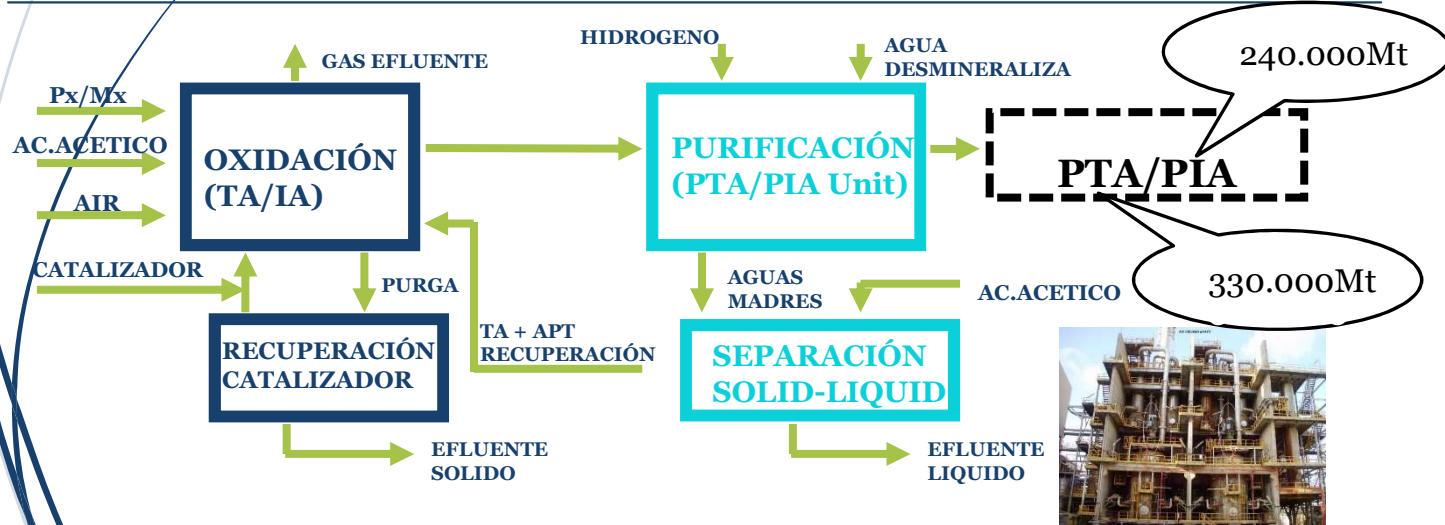 HIDROGENO
AGUA
DESMINERALIZA
240.000Mt
GAS EFLUENTE
Px/Mx
AC.ACETICO
AIR
OXIDACIÓN
(TA/IA)
PURIFICACIÓN
(PTA/PIA Unit)
PTA/PIA
CATALIZADOR
PURGA
AGUAS
MADRES
AC.ACETICO
330.000Mt
RECUPERACIÓN
CATALIZADOR
TA + APT
RECUPERACIÓN
SEPARACIÓN
SOLID-LIQUID
EFLUENTE
SOLIDO
EFLUENTE
LIQUIDO